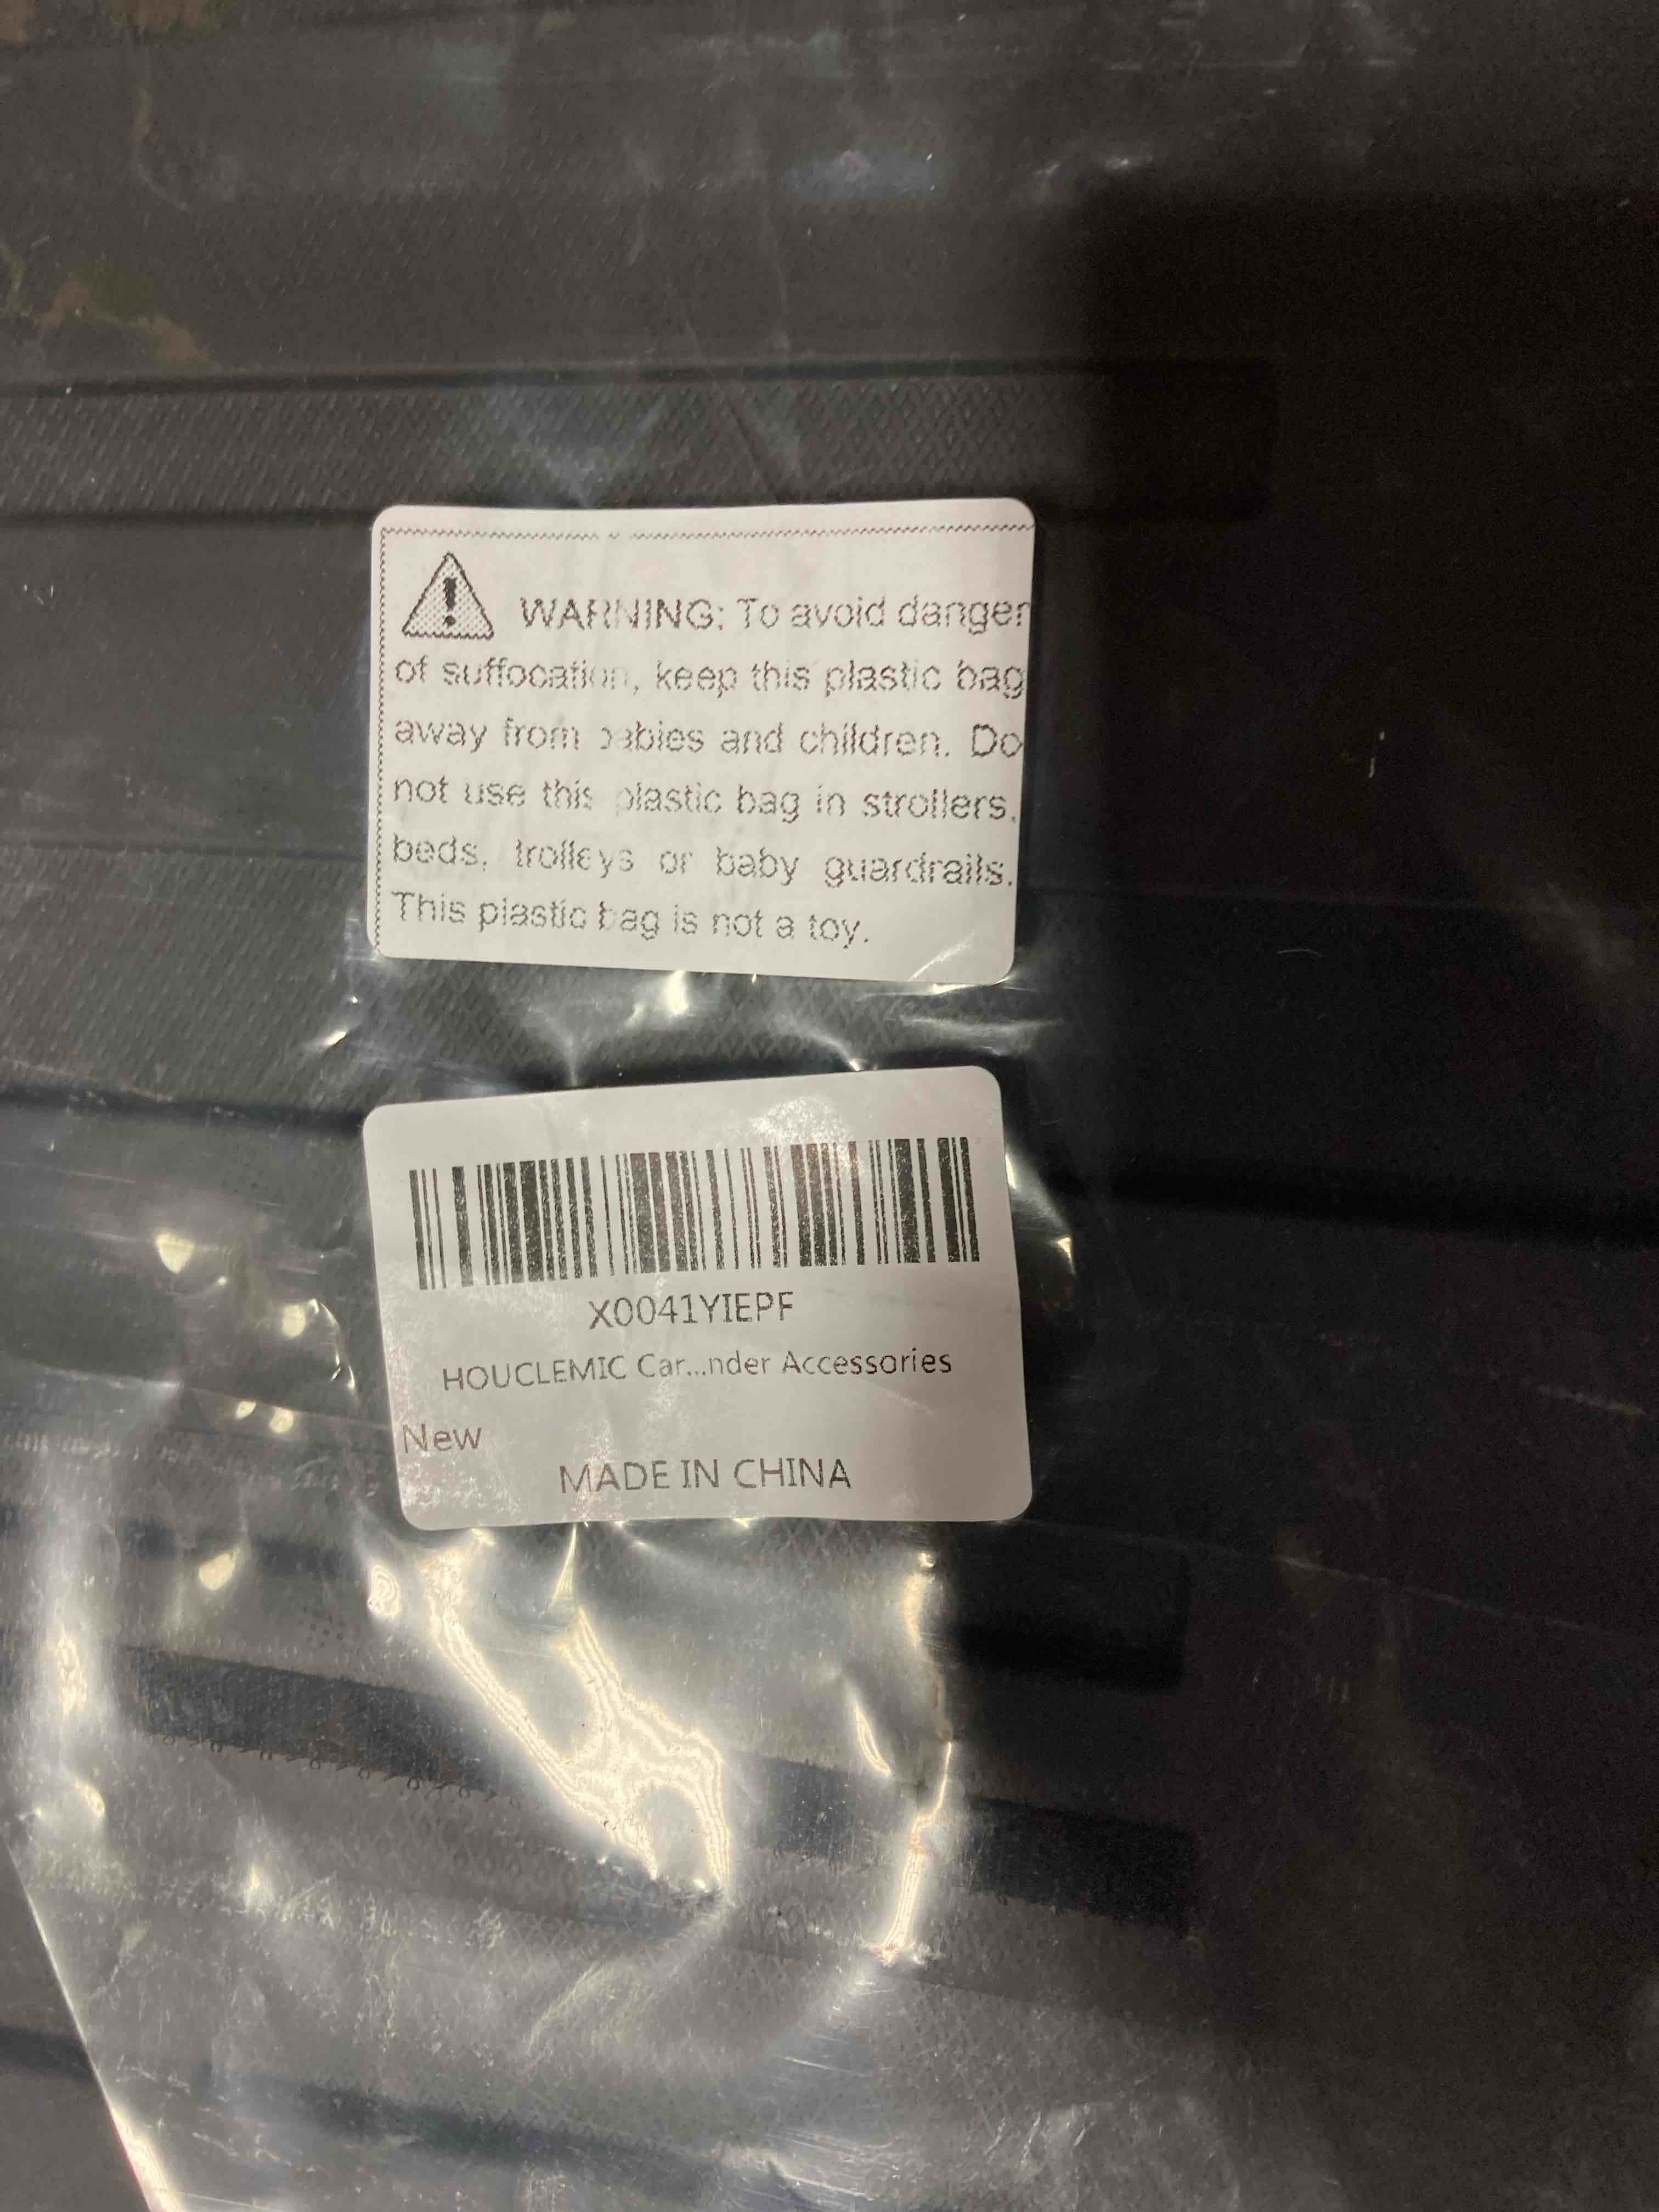 WARNING: To avoid danger
of suffocation, keep this plastic bag
away from babies and children. Do
not use this plastic bag in strollers,
beds, trolleys or baby guardrails.
This plastic bag is not a toy.
X0041YIEPF
HOUCLEMIC Car...nder Accessories
New
MADE IN CHINA